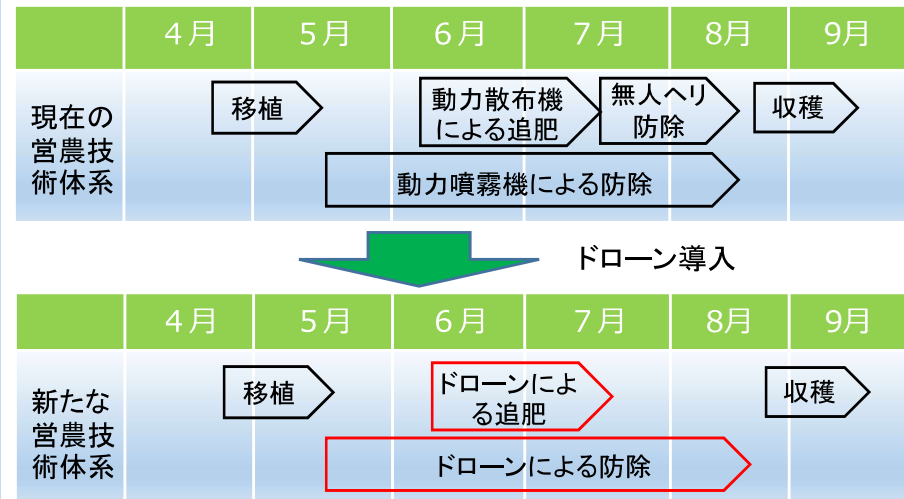 4月 5月 6月 7月 8月 9月
現在の
営農技
術体系
移植
動力散布機
による追肥
無人ヘリ
防除
収穫
動力噴霧機による防除
ドローン導入
4月 5月 6月 7月 8月 9月
新たな
営農技
術体系
移植
ドローンによ
る追肥
収穫
ドローンによる防除